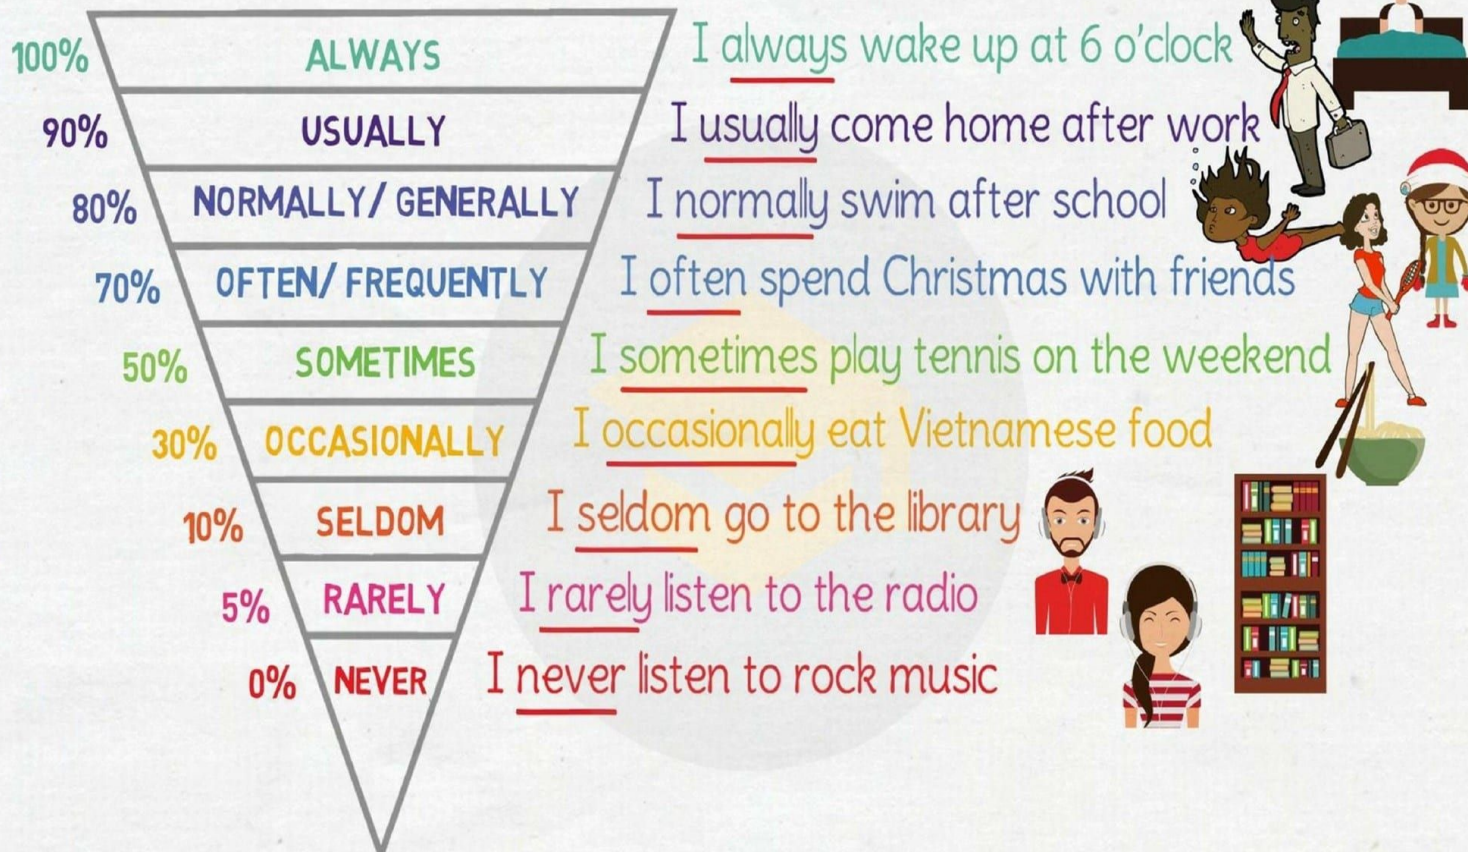 100% ALWAYS I always wake up at 6 o'clock
90% USUALLY I usually come home after work
80% NORMALLY/ GENERALLY I normally swim after school
70% OFTEN/ FREQUENTLY I often spend Christmas with friends
50% SOMETIMES I sometimes play tennis on the weekend
30% OCCASIONALLY I occasionally eat Vietnamese food
10% SELDOM I seldom go to the library
5% RARELY I rarely listen to the radio
0% NEVER I never listen to rock music